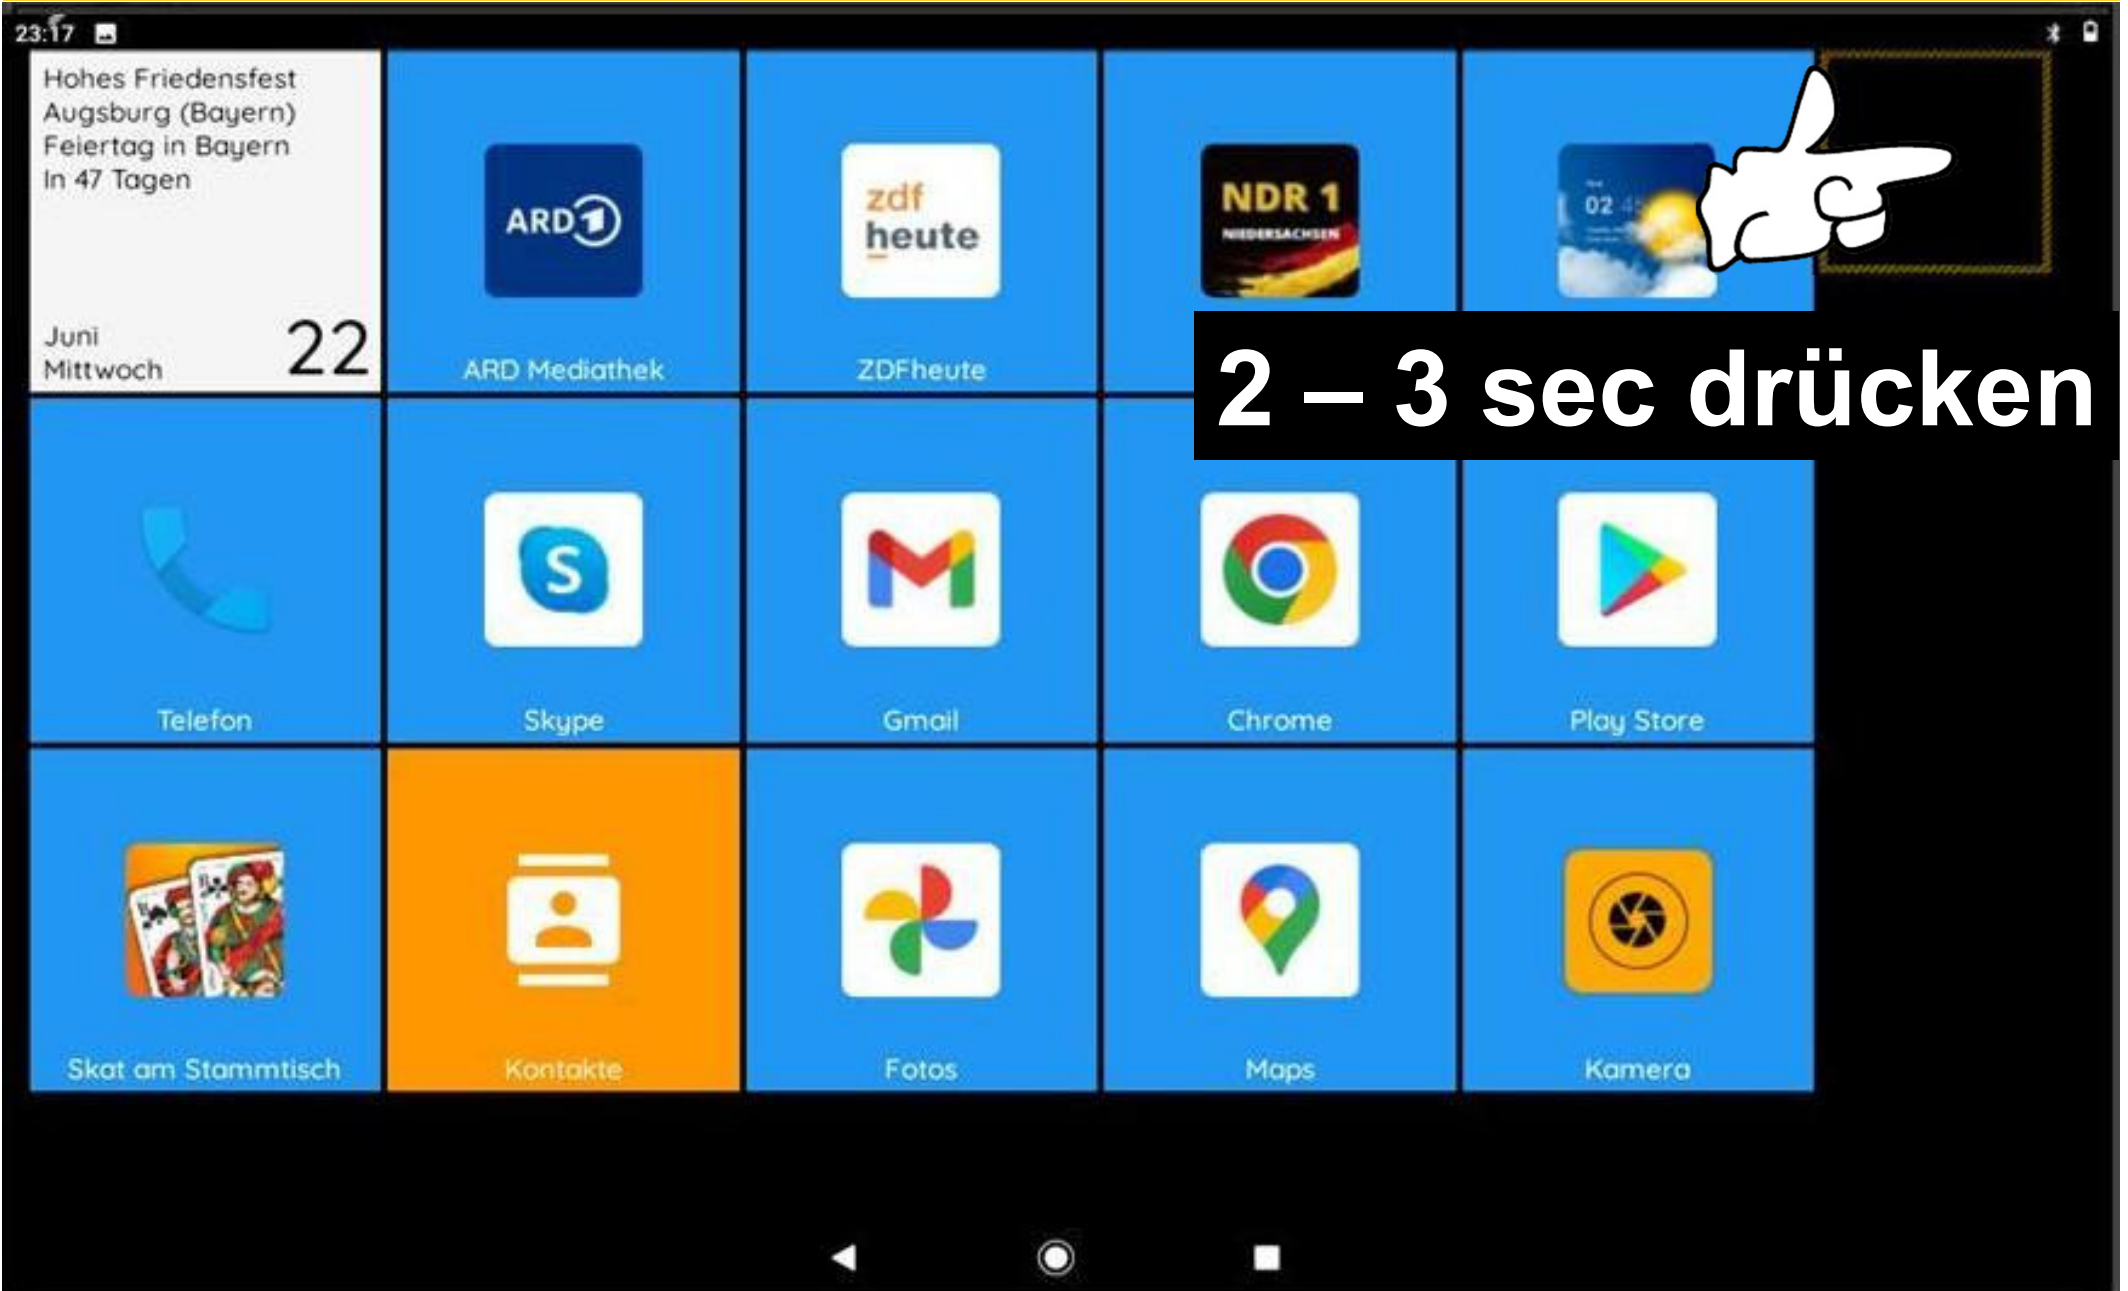 23:17
Hohes Friedensfest
Augsburg (Bayern)
Feiertag in Bayern
In 47 Tagen
Juni
Mittwoch
22
ARD 1
ARD Mediathek
zdf
heute
ZDFheute
NDR 1
NIEDERSACHSEN
02
2 – 3 sec drücken
Telefon
S
Skype
Gmail
Chrome
Play Store
Skat am Stammtisch
Kontakte
Fotos
Maps
Kamera